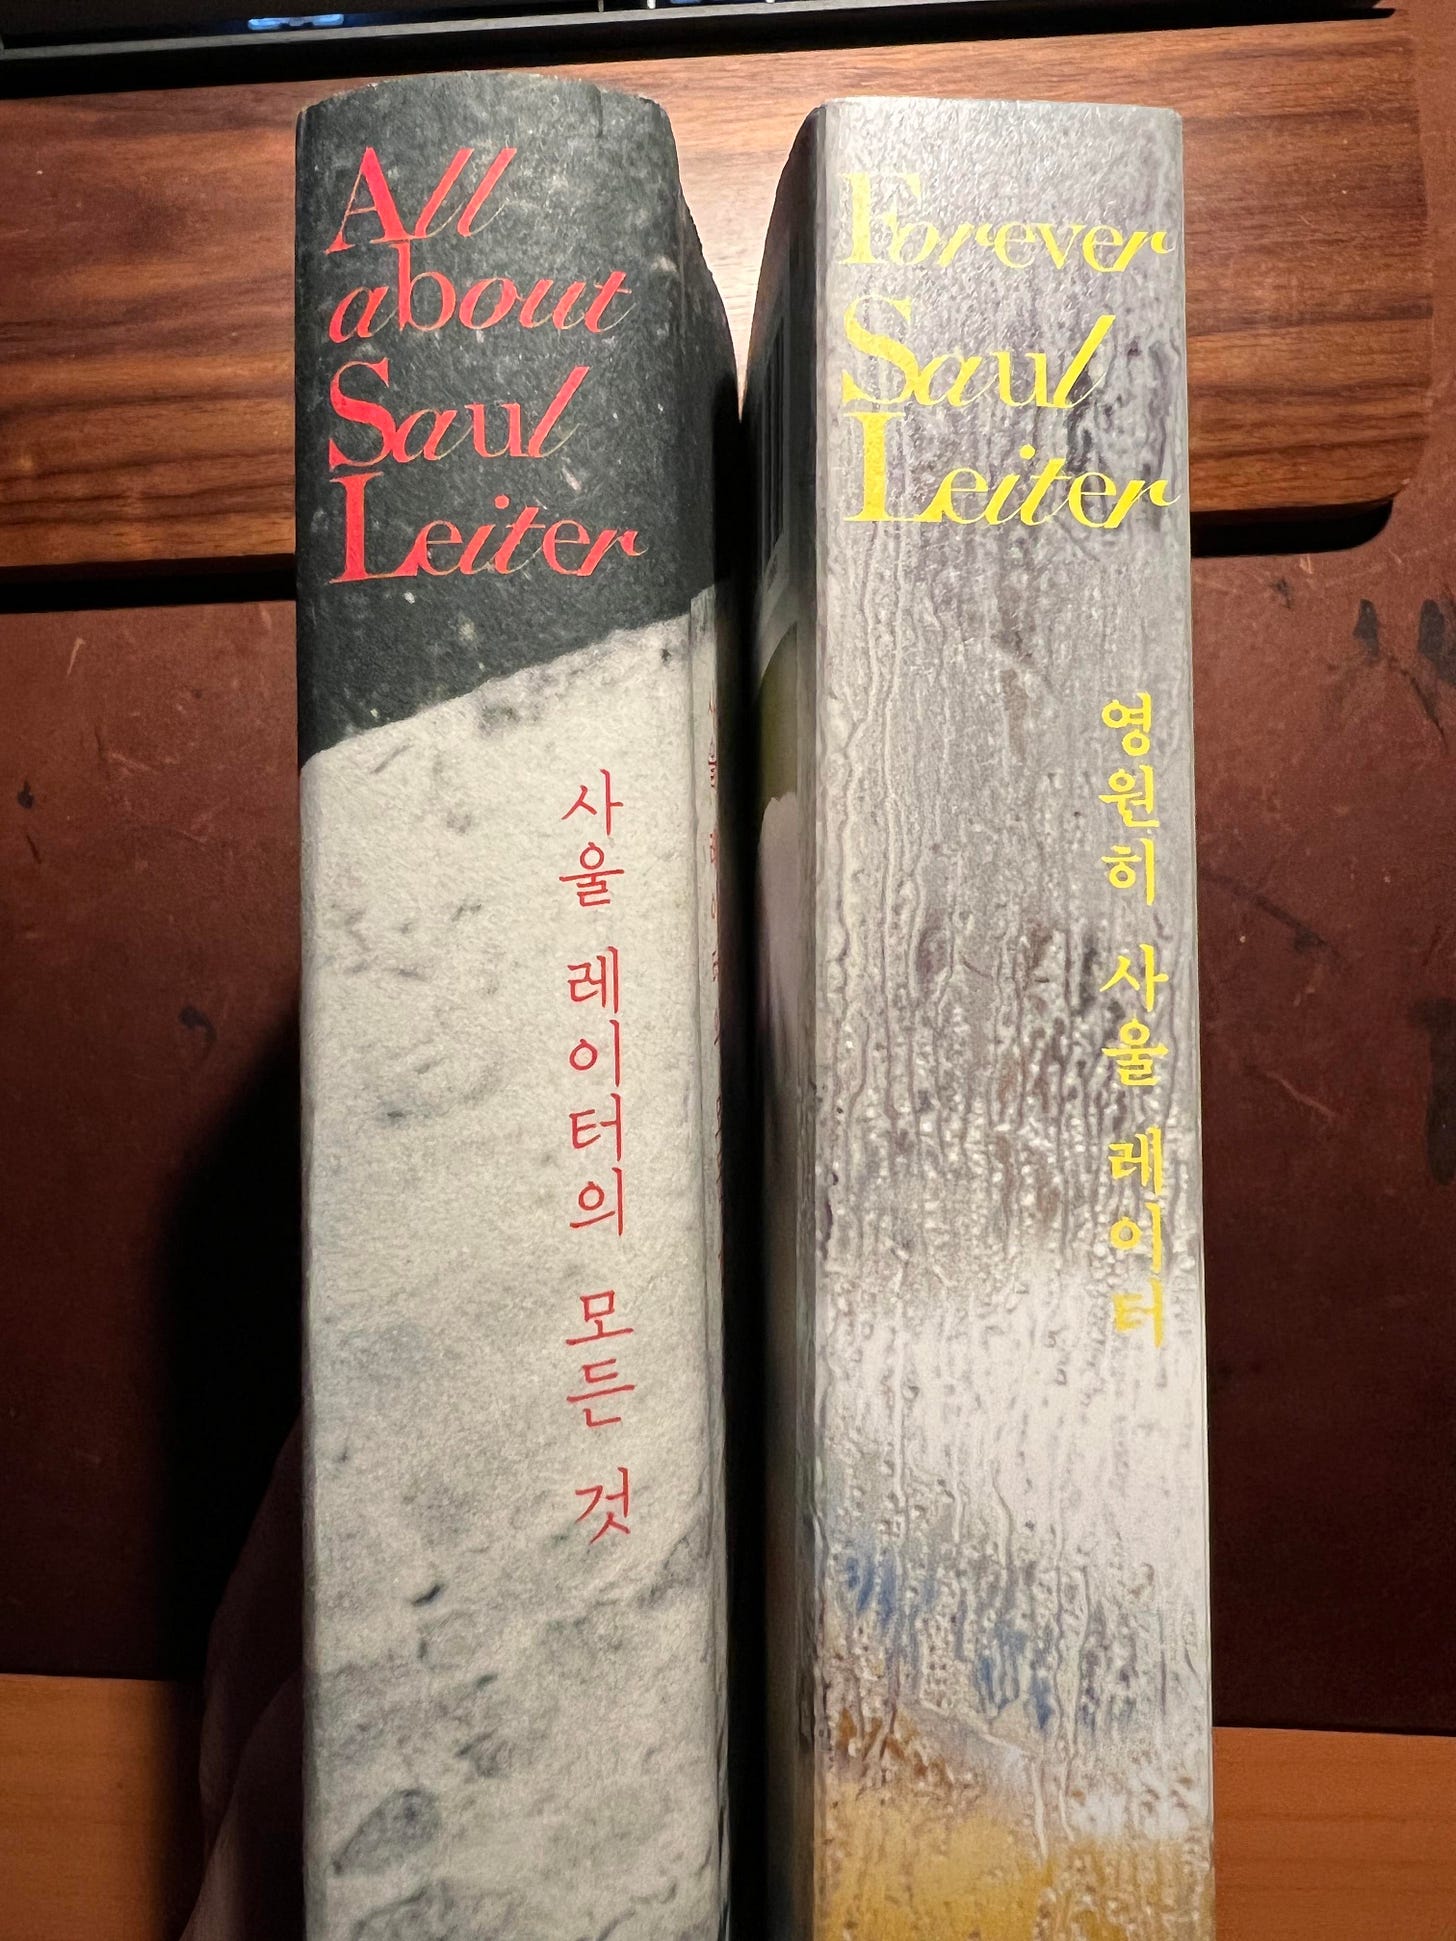 All
about
Saul
Leiter
사울 레이터의 모든 것
Forever
Saul
Leiter
영원히 사울 레이터